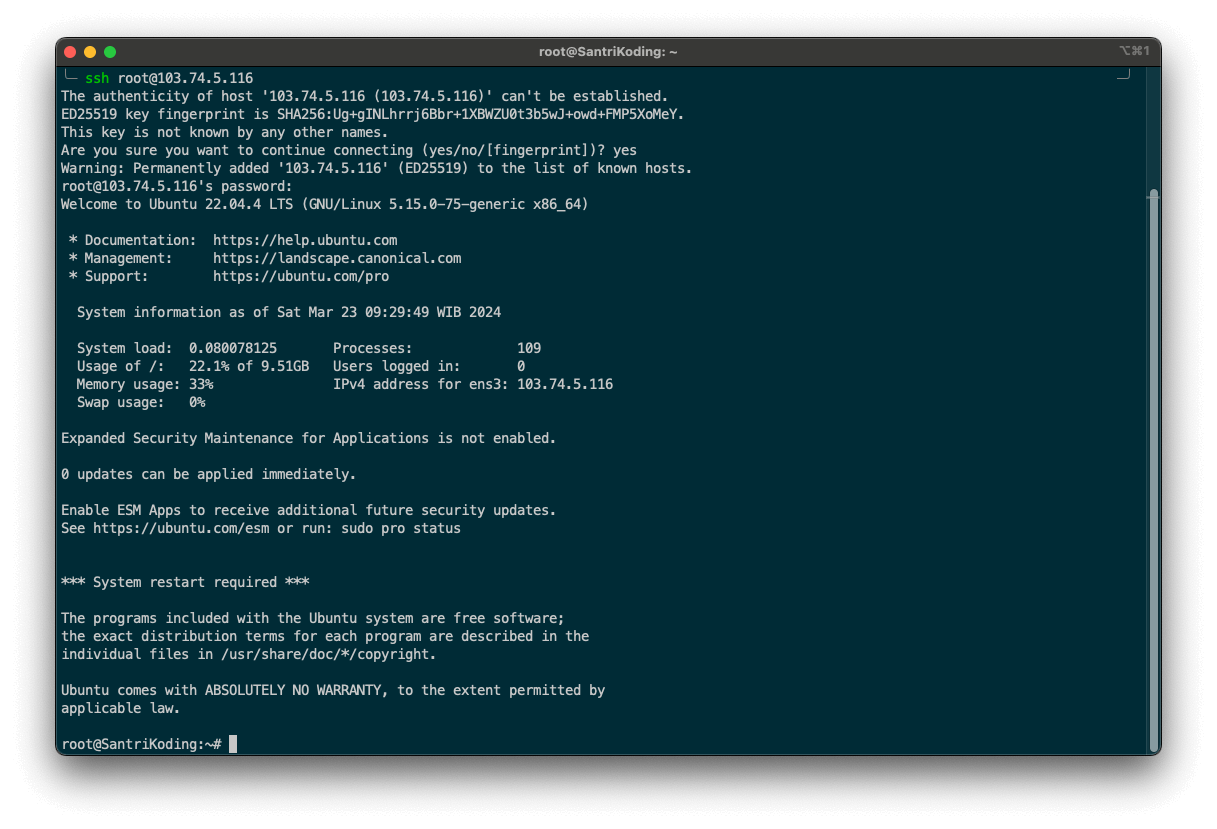 root@SantriKoding: ~
⌥⌘1
ssh root@103.74.5.116
The authenticity of host '103.74.5.116 (103.74.5.116)' can't be established.
ED25519 key fingerprint is SHA256:Ug+gINLhrrj6Bbr+1XBWZU0t3b5wJ+owd+FMP5XoMeY.
This key is not known by any other names.
Are you sure you want to continue connecting (yes/no/[fingerprint])? yes
Warning: Permanently added '103.74.5.116' (ED25519) to the list of known hosts.
root@103.74.5.116's password:
Welcome to Ubuntu 22.04.4 LTS (GNU/Linux 5.15.0-75-generic x86_64)
 * Documentation:  https://help.ubuntu.com
 * Management:     https://landscape.canonical.com
 * Support:        https://ubuntu.com/pro
  System information as of Sat Mar 23 09:29:49 WIB 2024
  System load:  0.080078125       Processes:             109
  Usage of /:   22.1% of 9.51GB   Users logged in:       0
  Memory usage: 33%               IPv4 address for ens3: 103.74.5.116
  Swap usage:   0%
Expanded Security Maintenance for Applications is not enabled.
0 updates can be applied immediately.
Enable ESM Apps to receive additional future security updates.
See https://ubuntu.com/esm or run: sudo pro status
*** System restart required ***
The programs included with the Ubuntu system are free software;
the exact distribution terms for each program are described in the
individual files in /usr/share/doc/*/copyright.
Ubuntu comes with ABSOLUTELY NO WARRANTY, to the extent permitted by
applicable law.
root@SantriKoding:~#